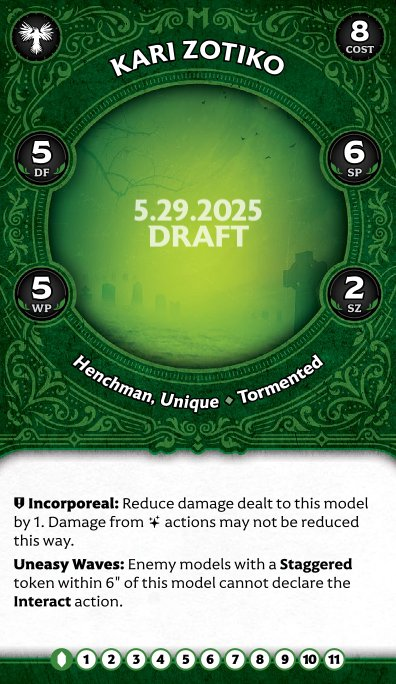 KARI ZOTIKO
8
COST
5
DF
6
SP
5.29.2025
DRAFT
5
WP
2
SZ
Henchman, Unique ⬥ Tormented
Incorporeal: Reduce damage dealt to this model
by 1. Damage from actions may not be reduced
this way.
Uneasy Waves: Enemy models with a Staggered
token within 6" of this model cannot declare the
Interact action.
1 2 3 4 5 6 7 8 9 10 11